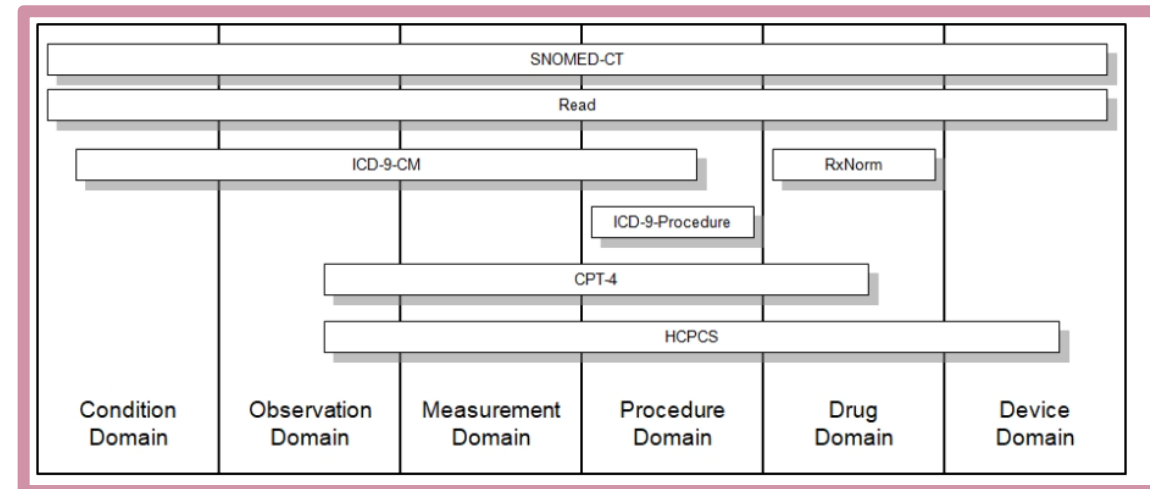 SNOMED-CT
Read
ICD-9-CM
RxNorm
ICD-9-Procedure
CPT-4
HCPCS
Condition
Domain
Observation
Domain
Measurement
Domain
Procedure
Domain
Drug
Domain
Device
Domain